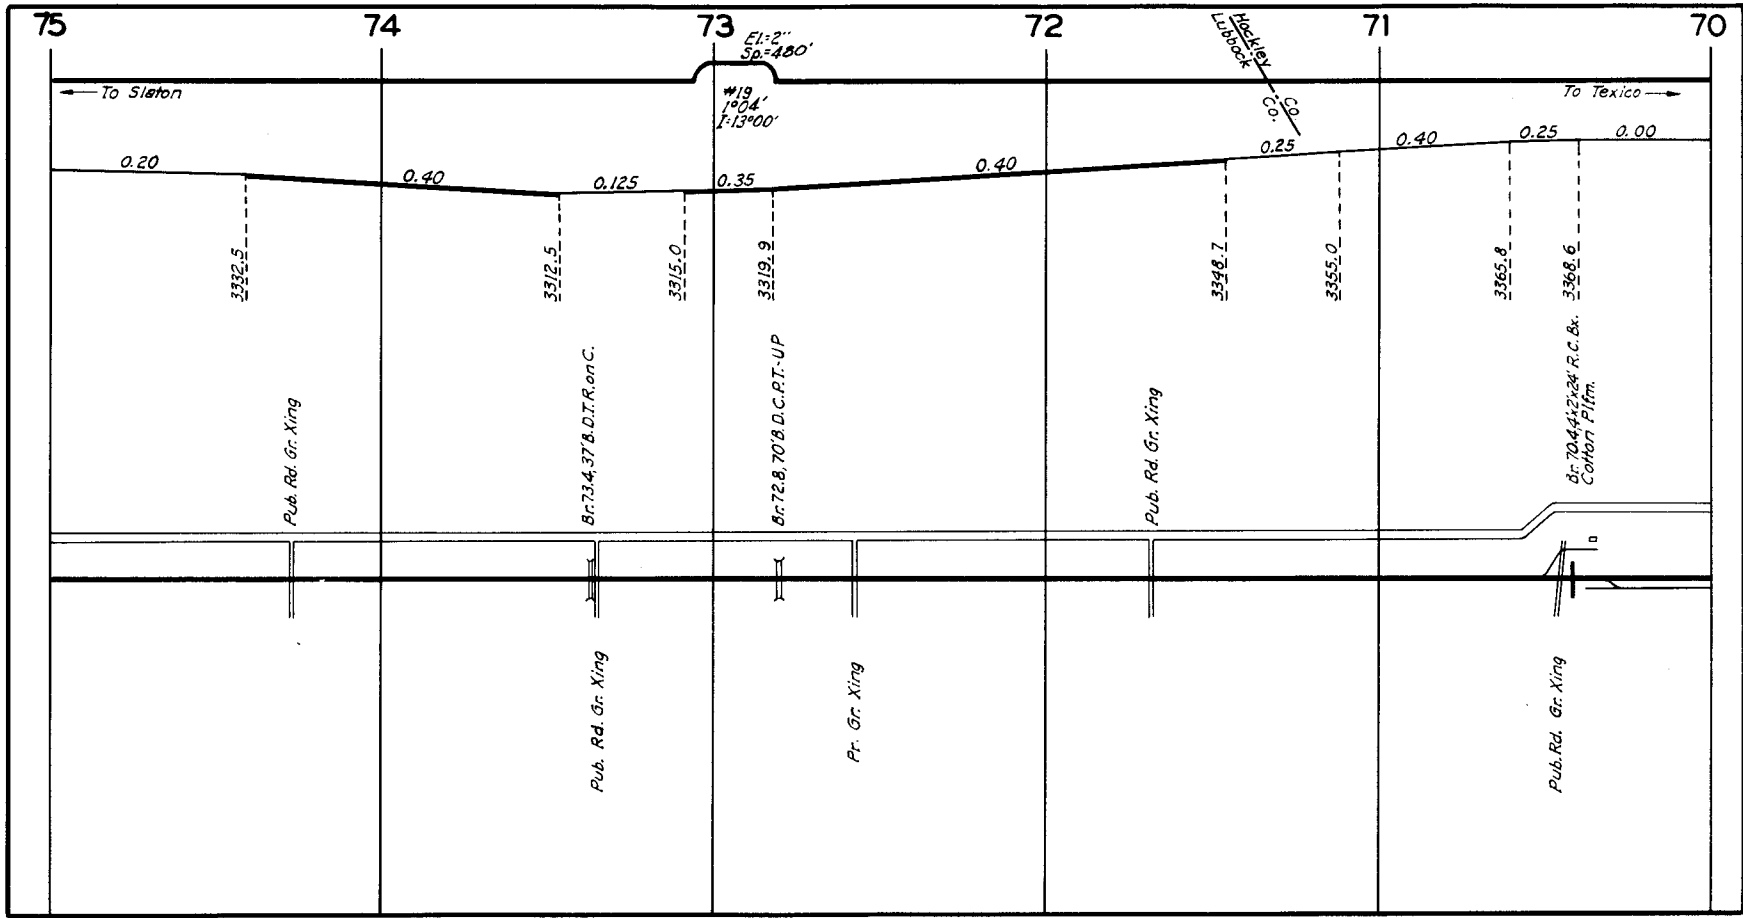 75
74
73
72
71
70
El.=2"
Sp.=480'
Hockley
Lubbock
Co.
Co.
To Slaton
#19
1°04'
I=13°00'
To Texico
0.20
0.40
0.125
0.35
0.40
0.25
0.40
0.25
0.00
3332.5
3312.5
3315.0
3319.9
3348.7
3355.0
3365.8
3368.6
Pub. Rd. Gr. Xing
Br. 73.4, 37' B.D.T.R. on C.
Br. 72.8, 70' B.D.C.P.T.-UP
Pub. Rd. Gr. Xing
Br. 70.4, 4'x2'x24' R.C.Bx.
Cotton Plfm.
Pub. Rd. Gr. Xing
Pr. Gr. Xing
Pub. Rd. Gr. Xing